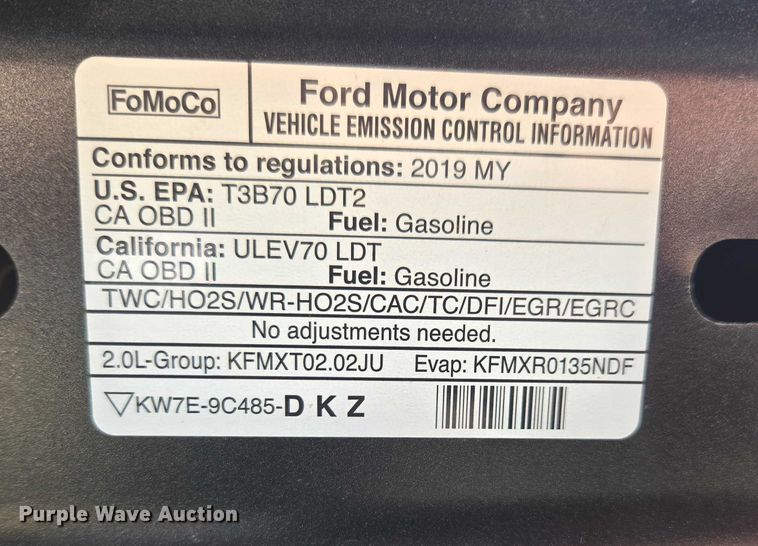 FoMoCo
Ford Motor Company
VEHICLE EMISSION CONTROL INFORMATION
Conforms to regulations: 2019 MY
U.S. EPA: T3B70 LDT2
CA OBD II Fuel: Gasoline
California: ULEV70 LDT
CA OBD II Fuel: Gasoline
TWC/HO2S/WR-HO2S/CAC/TC/DFI/EGR/EGRC
No adjustments needed.
2.0L-Group: KFMXT02.02JU Evap: KFMXR0135NDF
▽KW7E-9C485-D K Z
Purple Wave Auction